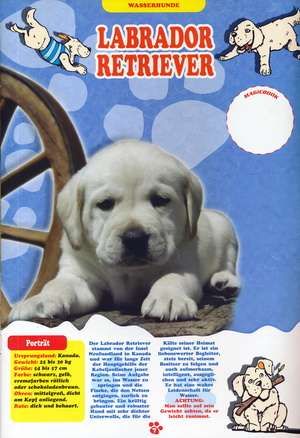 WASSERHUNDE
LABRADOR
RETRIEVER
MAGICBOOK
Porträt
Ursprungsland: Kanada.
Gewicht: 25 bis 30 kg
Größe: 54 bis 57 cm
Farbe: schwarz, gelb,
cremefarben rötlich
oder schokoladenbraun.
Ohren: mittelgroß, dicht
am Kopf anliegend.
Rute: dick und behaart.
Der Labrador Retriever
stammt von der Insel
Neufundland in Kanada
und war für lange Zeit
der Hauptgehilfe der
Kabeljaufischer jener
Region. Seine Aufgabe
war es, ins Wasser zu
springen und die
Fische, die den Netzen
entgingen, zurück zu
bringen. Ein kräftig
gebauter und robuster
Hund mit sehr dichter
Unterwolle, die für die
Kälte seiner Heimat
geeignet ist. Er ist ein
liebenswerter Begleiter,
stets bereit, seinem
Besitzer zu folgen und
auch aufmerksam,
intelligent, ausgegli-
chen und sehr aktiv.
Er hat eine wahre
Leidenschaft für
Wasser.
ACHTUNG:
Man sollte auf sein
Gewicht achten, da er
leicht zunimmt.
7